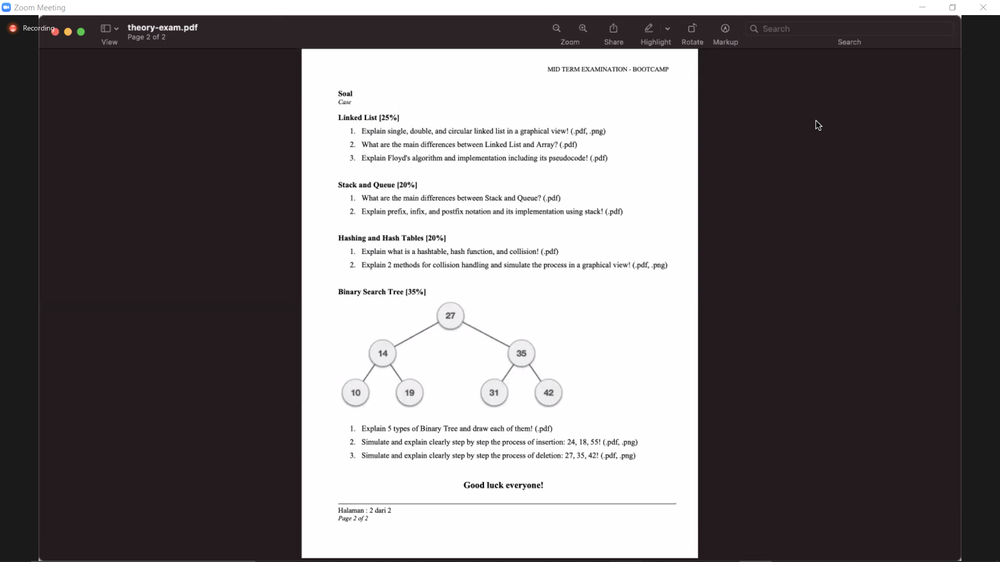 Zoom Meeting
Recording
theory-exam.pdf
Page 2 of 2
View
Zoom
Share
Highlight
Rotate
Markup
Search
Search
MID TERM EXAMINATION - BOOTCAMP
Soal
Case
Linked List [25%]
1. Explain single, double, and circular linked list in a graphical view! (.pdf, .png)
2. What are the main differences between Linked List and Array? (.pdf)
3. Explain Floyd's algorithm and implementation including its pseudocode! (.pdf)
Stack and Queue [20%]
1. What are the main differences between Stack and Queue? (.pdf)
2. Explain prefix, infix, and postfix notation and its implementation using stack! (.pdf)
Hashing and Hash Tables [20%]
1. Explain what is a hashtable, hash function, and collision! (.pdf)
2. Explain 2 methods for collision handling and simulate the process in a graphical view! (.pdf, .png)
Binary Search Tree [35%]
27
14
35
10
19
31
42
1. Explain 5 types of Binary Tree and draw each of them! (.pdf)
2. Simulate and explain clearly step by step the process of insertion: 24, 18, 55! (.pdf, .png)
3. Simulate and explain clearly step by step the process of deletion: 27, 35, 42! (.pdf, .png)
Good luck everyone!
Halaman : 2 dari 2
Page 2 of 2